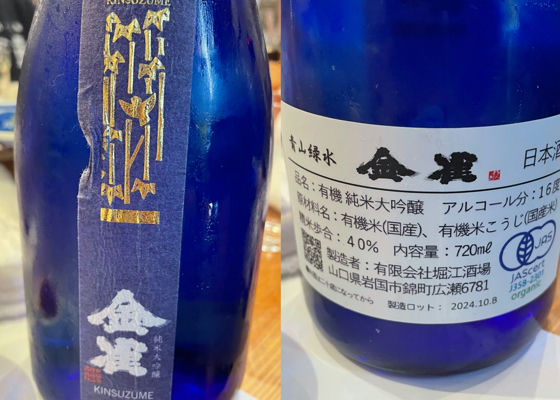 KINSUZUME
金雀
純米大吟醸
KINSUZUME
青山緑水
金雀
日本酒
品名：有機 純米大吟醸 アルコール分：16度
原材料名：有機米(国産)、有機米こうじ(国産米)
精米歩合：40% 内容量：720㎖
製造者：有限会社堀江酒場
山口県岩国市錦町広瀬6781
製造ロット： 2024.10.8
JAS
JAScert
organic